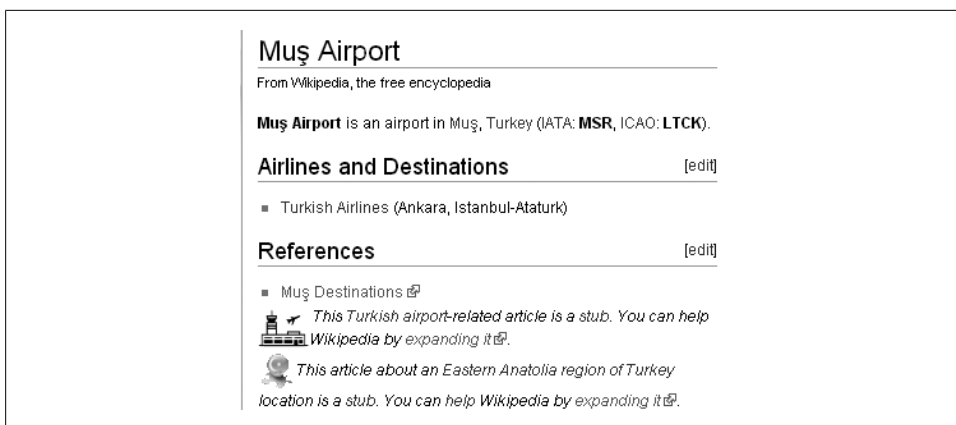 Muş Airport
From Wikipedia, the free encyclopedia
Muş Airport is an airport in Muş, Turkey (IATA: MSR, ICAO: LTCK).
Airlines and Destinations [edit]
Turkish Airlines (Ankara, Istanbul-Ataturk)
References [edit]
Muş Destinations
This Turkish airport-related article is a stub. You can help
Wikipedia by expanding it.
This article about an Eastern Anatolia region of Turkey
location is a stub. You can help Wikipedia by expanding it.